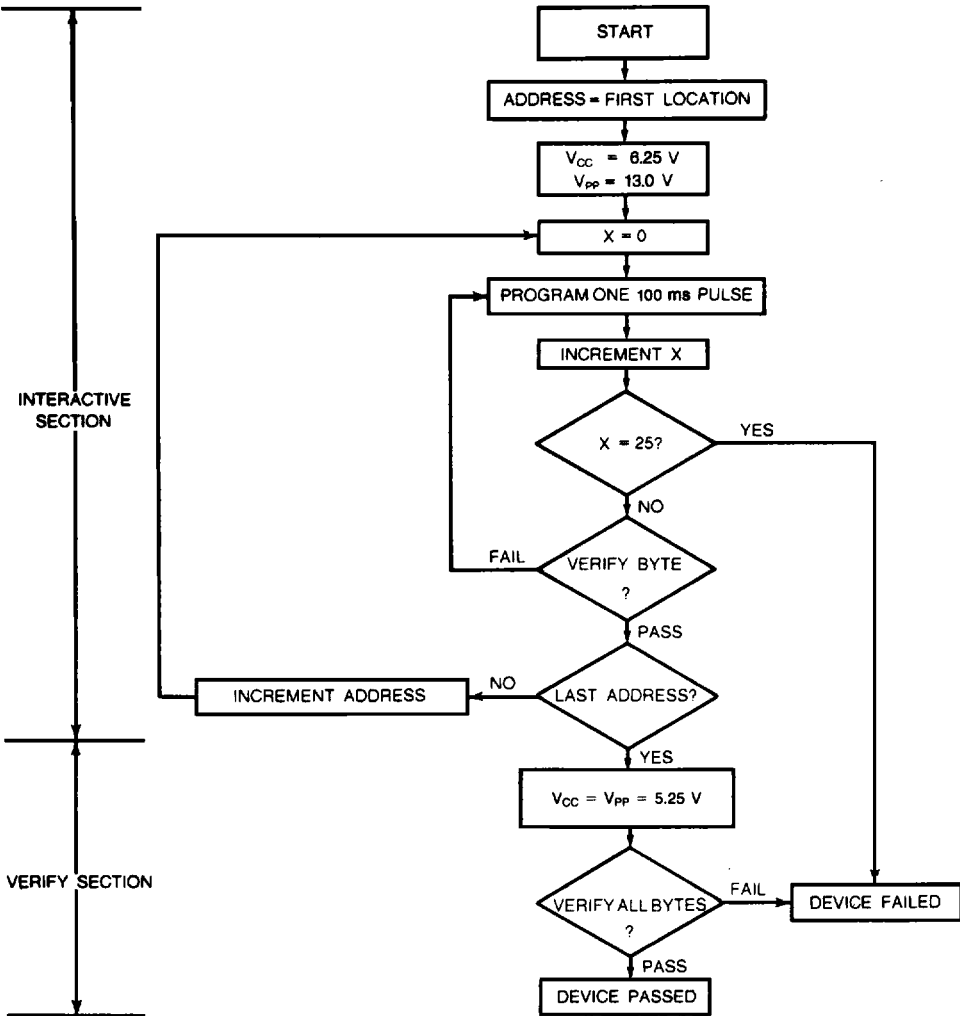 START
ADDRESS = FIRST LOCATION
VCC = 6.25 V
VPP = 13.0 V
X = 0
PROGRAM ONE 100 ms PULSE
INCREMENT X
INTERACTIVE
SECTION
X = 25?
YES
NO
FAIL
VERIFY BYTE
?
PASS
INCREMENT ADDRESS
NO
LAST ADDRESS?
YES
VCC = VPP = 5.25 V
VERIFY SECTION
VERIFY ALL BYTES
?
FAIL
DEVICE FAILED
PASS
DEVICE PASSED